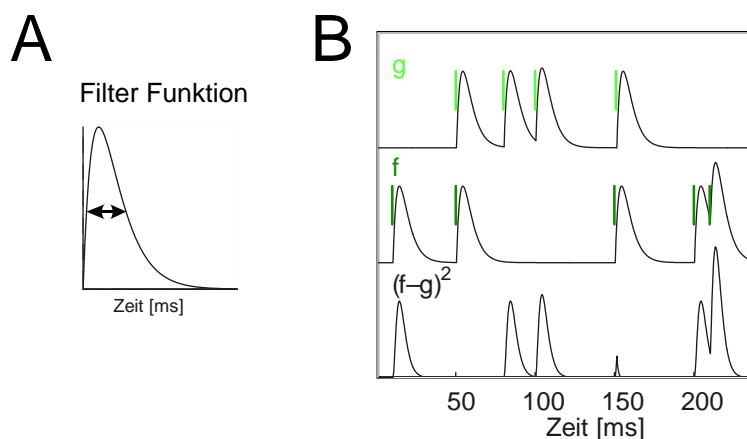 A
Filter Funktion
Zeit [ms]
B
g
f
(f–g)²
50 100 150 200
Zeit [ms]